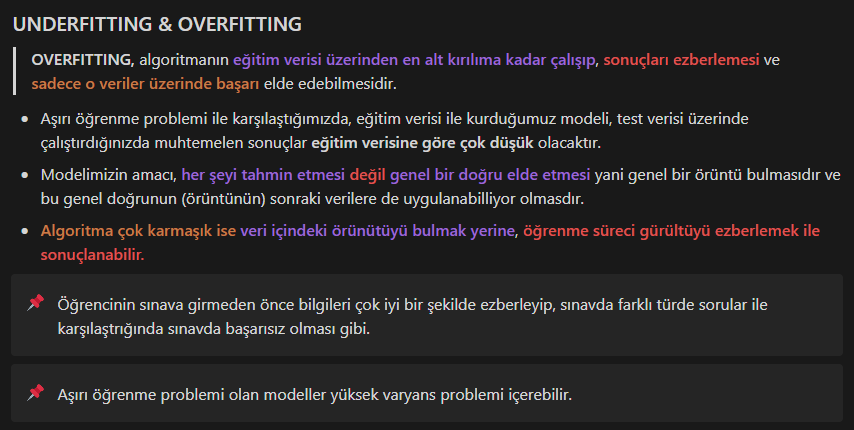 UNDERFITTING & OVERFITTING
OVERFITTING, algoritmanın eğitim verisi üzerinden en alt kırılıma kadar çalışıp, sonuçları ezberlemesi ve
sadece o veriler üzerinde başarı elde edebilmesidir.
• Aşırı öğrenme problemi ile karşılaştığımızda, eğitim verisi ile kurduğumuz modeli, test verisi üzerinde
çalıştırdığınızda muhtemelen sonuçlar eğitim verisine göre çok düşük olacaktır.
• Modelimizin amacı, her şeyi tahmin etmesi değil genel bir doğru elde etmesi yani genel bir örüntü bulmasıdır ve
bu genel doğrunun (örüntünün) sonraki verilere de uygulanabilliyor olmasdır.
• Algoritma çok karmaşık ise veri içindeki örünütüyü bulmak yerine, öğrenme süreci gürültüyü ezberlemek ile
sonuçlanabilir.
📌 Öğrencinin sınava girmeden önce bilgileri çok iyi bir şekilde ezberleyip, sınavda farklı türde sorular ile
karşılaştrığında sınavda başarısız olması gibi.
📌 Aşırı öğrenme problemi olan modeller yüksek varyans problemi içerebilir.